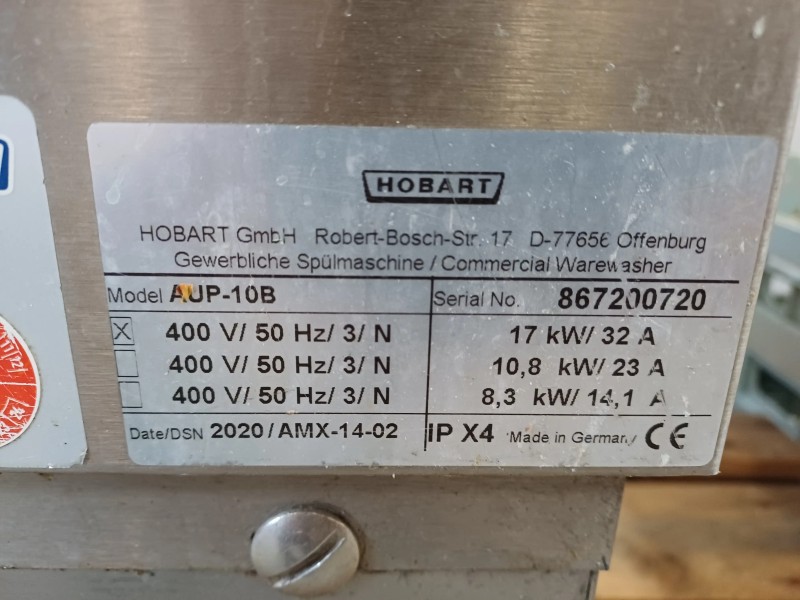 HOBART
HOBART GmbH Robert-Bosch-Str. 17 D-77656 Offenburg
Gewerbliche Spülmaschine / Commercial Warewasher
Model AUP-10B Serial No. 867200720
X 400 V/ 50 Hz/ 3/ N 17 kW/ 32 A
400 V/ 50 Hz/ 3/ N 10,8 kW/ 23 A
400 V/ 50 Hz/ 3/ N 8,3 kW/ 14,1 A
Date/DSN 2020/AMX-14-02 IP X4 Made in Germany CE